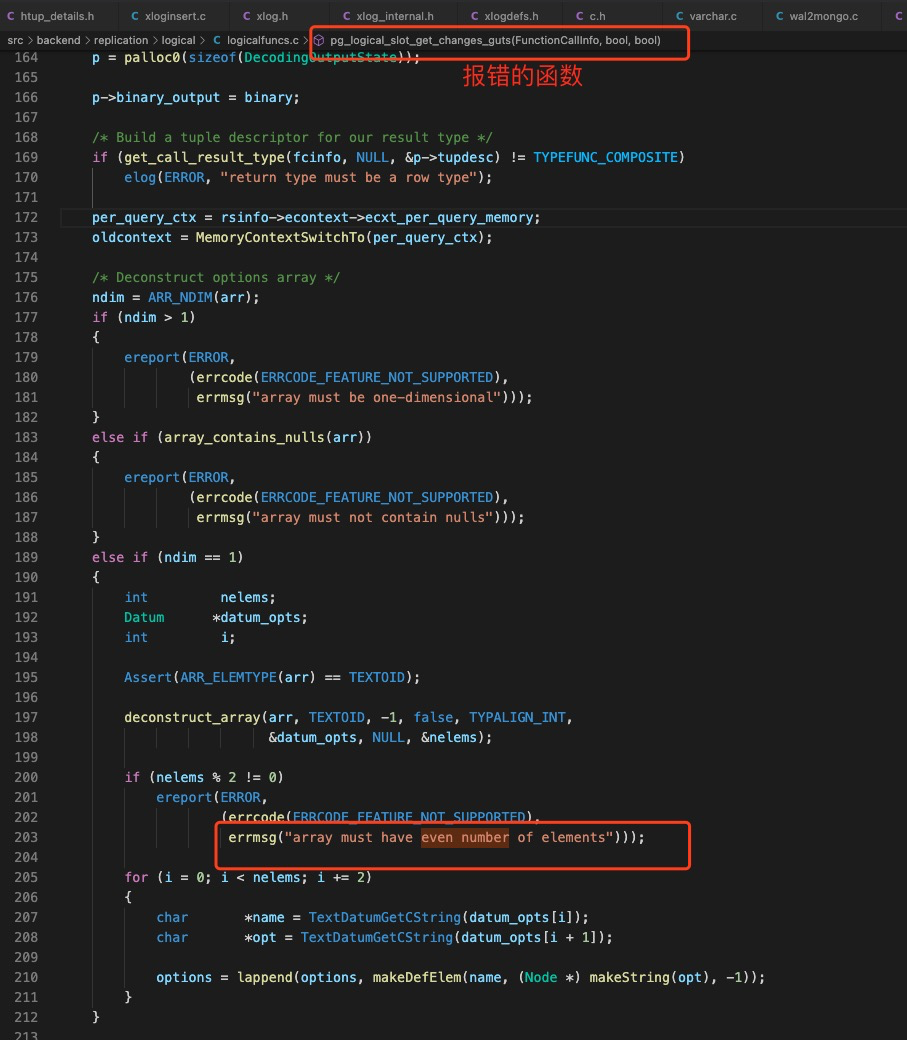 htup_details.h xloginsert.c xlog.h xlog_internal.h xlogdefs.h c.h varchar.c wal2mongo.c
src > backend > replication > logical > logicalfuncs.c > pg_logical_slot_get_changes_guts(FunctionCallInfo, bool, bool)
报错的函数
164 p = palloc0(sizeof(DecodingOutputState));
165
166 p->binary_output = binary;
167
168 /* Build a tuple descriptor for our result type */
169 if (get_call_result_type(fcinfo, NULL, &p->tupdesc) != TYPEFUNC_COMPOSITE)
170 elog(ERROR, "return type must be a row type");
171
172 per_query_ctx = rsinfo->econtext->ecxt_per_query_memory;
173 oldcontext = MemoryContextSwitchTo(per_query_ctx);
174
175 /* Deconstruct options array */
176 ndim = ARR_NDIM(arr);
177 if (ndim > 1)
178 {
179 ereport(ERROR,
180 (errcode(ERRCODE_FEATURE_NOT_SUPPORTED),
181 errmsg("array must be one-dimensional")));
182 }
183 else if (array_contains_nulls(arr))
184 {
185 ereport(ERROR,
186 (errcode(ERRCODE_FEATURE_NOT_SUPPORTED),
187 errmsg("array must not contain nulls")));
188 }
189 else if (ndim == 1)
190 {
191 int nelems;
192 Datum *datum_opts;
193 int i;
194
195 Assert(ARR_ELEMTYPE(arr) == TEXTOID);
196
197 deconstruct_array(arr, TEXTOID, -1, false, TYPALIGN_INT,
198 &datum_opts, NULL, &nelems);
199
200 if (nelems % 2 != 0)
201 ereport(ERROR,
202 (errcode(ERRCODE_FEATURE_NOT_SUPPORTED),
203 errmsg("array must have even number of elements")));
204
205 for (i = 0; i < nelems; i += 2)
206 {
207 char *name = TextDatumGetCString(datum_opts[i]);
208 char *opt = TextDatumGetCString(datum_opts[i + 1]);
209
210 options = lappend(options, makeDefElem(name, (Node *) makeString(opt), -1));
211 }
212 }
213